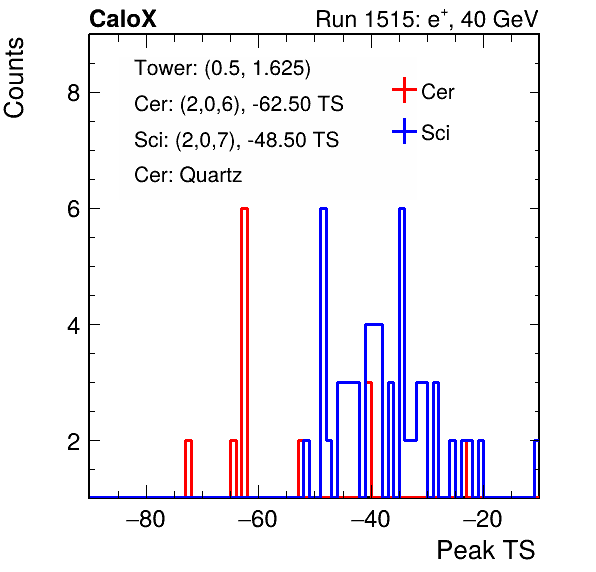 CaloX Run 1515: e⁺, 40 GeV
Counts
Tower: (0.5, 1.625)
Cer: (2,0,6), -62.50 TS
Sci: (2,0,7), -48.50 TS
Cer: Quartz
Cer
Sci
8
6
4
2
−80 −60 −40 −20
Peak TS